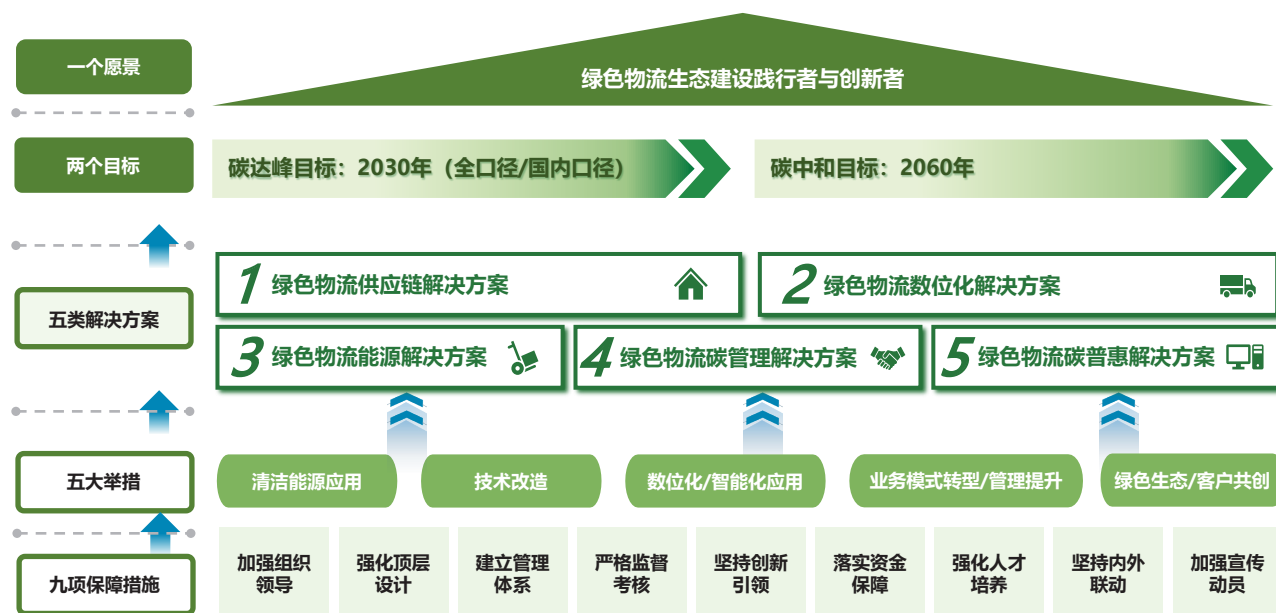 一个愿景
绿色物流生态建设践行者与创新者
两个目标
碳达峰目标：2030年（全口径/国内口径）
碳中和目标：2060年
五类解决方案
1 绿色物流供应链解决方案
2 绿色物流数位化解决方案
3 绿色物流能源解决方案
4 绿色物流碳管理解决方案
5 绿色物流碳普惠解决方案
五大举措
清洁能源应用
技术改造
数位化/智能化应用
业务模式转型/管理提升
绿色生态/客户共创
九项保障措施
加强组织
领导
强化顶层
设计
建立管理
体系
严格监督
考核
坚持创新
引领
落实资金
保障
强化人才
培养
坚持内外
联动
加强宣传
动员